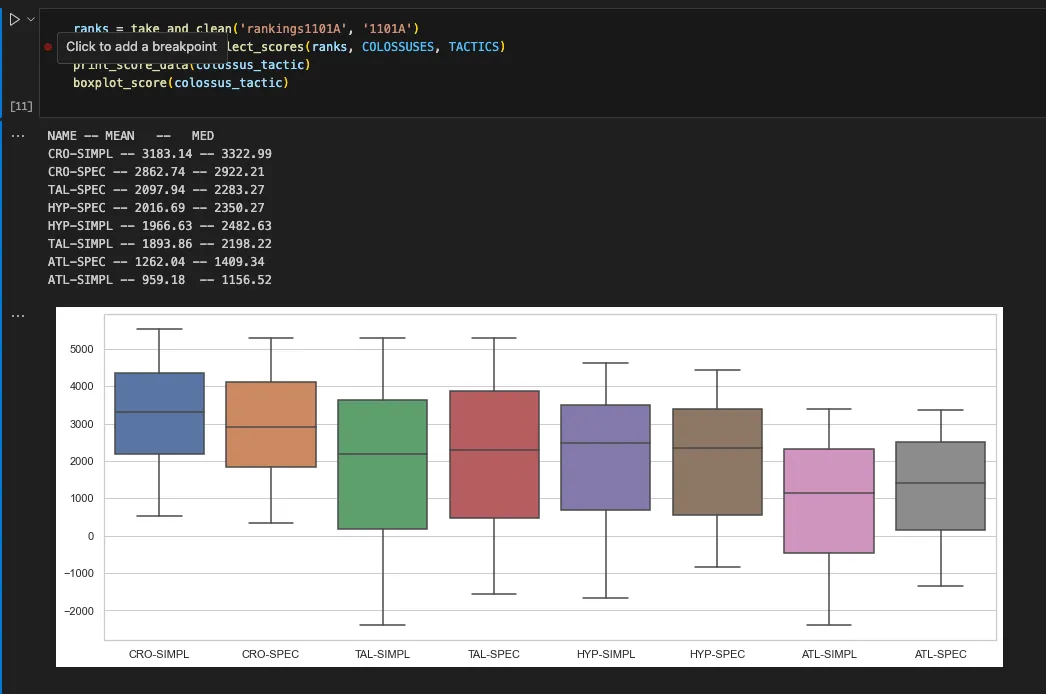 ranks = take_and_clean('rankings1101A', '1101A')
Click to add a breakpoint lect_scores(ranks, COLOSSUSES, TACTICS)
print_score_data(colossus_tactic)
boxplot_score(colossus_tactic)
[11]
... NAME -- MEAN   --   MED
CRO-SIMPL -- 3183.14 -- 3322.99
CRO-SPEC -- 2862.74 -- 2922.21
TAL-SPEC -- 2097.94 -- 2283.27
HYP-SPEC -- 2016.69 -- 2350.27
HYP-SIMPL -- 1966.63 -- 2482.63
TAL-SIMPL -- 1893.86 -- 2198.22
ATL-SPEC -- 1262.04 -- 1409.34
ATL-SIMPL -- 959.18  -- 1156.52
...
5000
4000
3000
2000
1000
0
−1000
−2000
CRO-SIMPL CRO-SPEC TAL-SIMPL TAL-SPEC HYP-SIMPL HYP-SPEC ATL-SIMPL ATL-SPEC